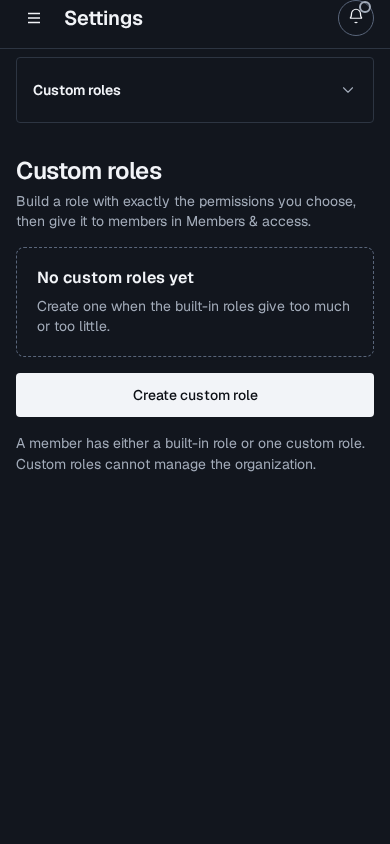 Settings
Custom roles
Custom roles
Build a role with exactly the permissions you choose,
then give it to members in Members & access.
No custom roles yet
Create one when the built-in roles give too much
or too little.
Create custom role
A member has either a built-in role or one custom role.
Custom roles cannot manage the organization.